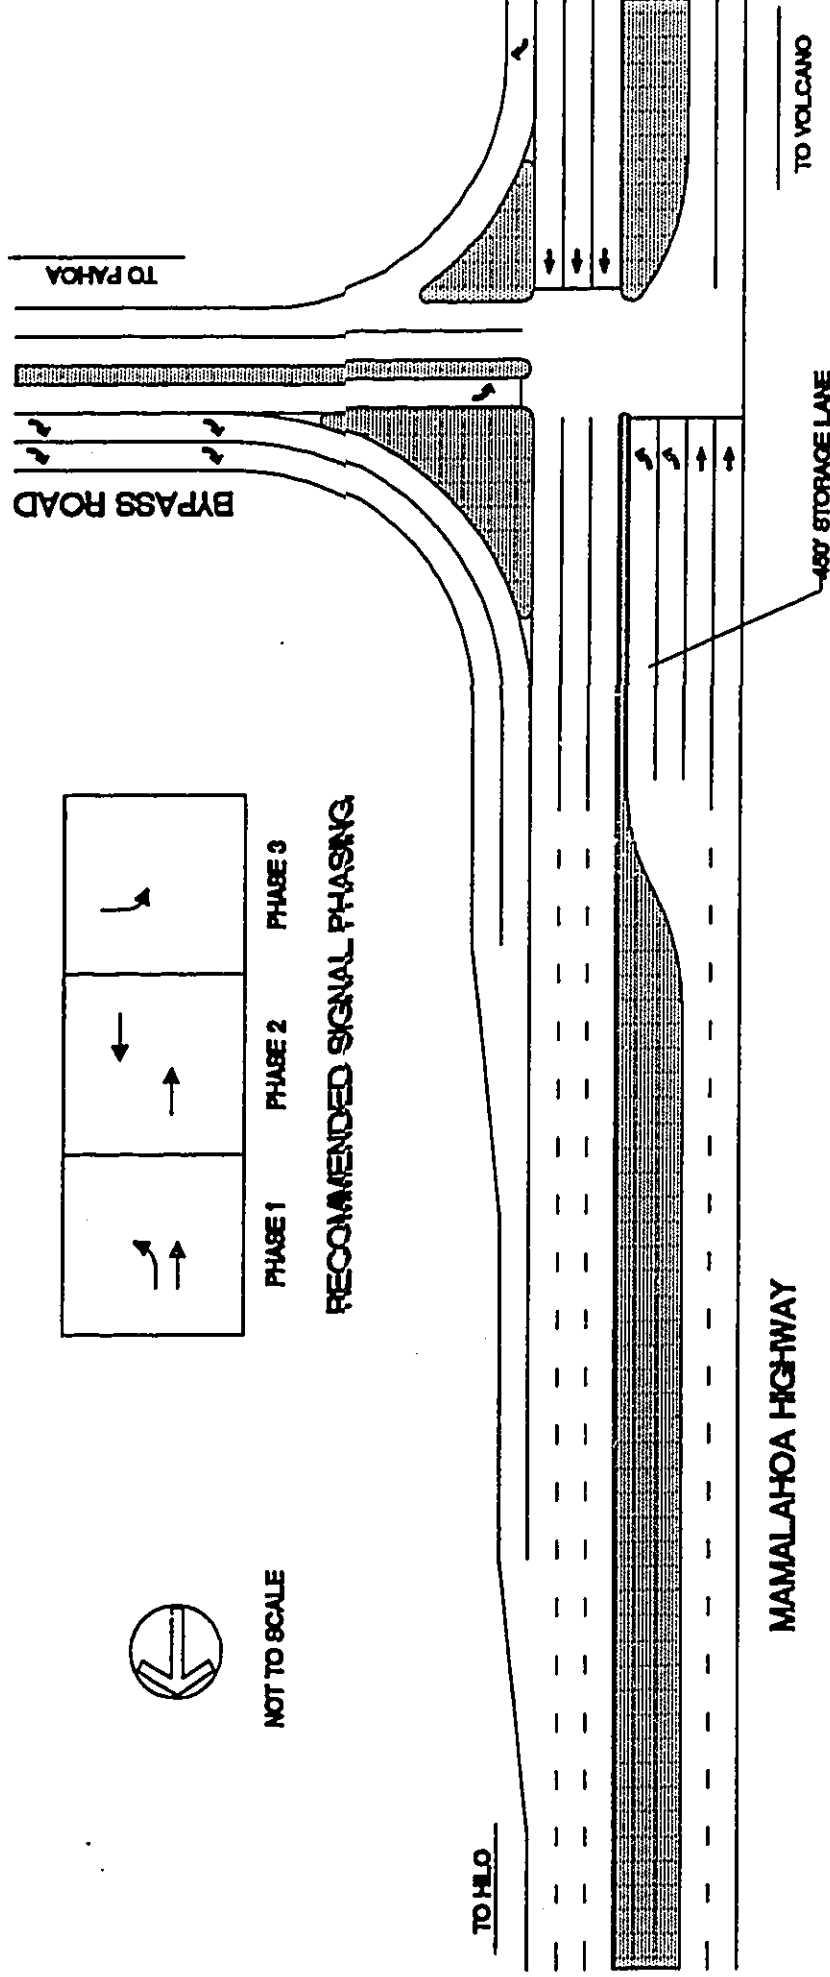 TO PAHOA
BYPASS ROAD
TO VOLCANO
450' STORAGE LANE
PHASE 1
PHASE 2
PHASE 3
RECOMMENDED SIGNAL PHASING
NOT TO SCALE
TO HILO
MAMALAHOA HIGHWAY